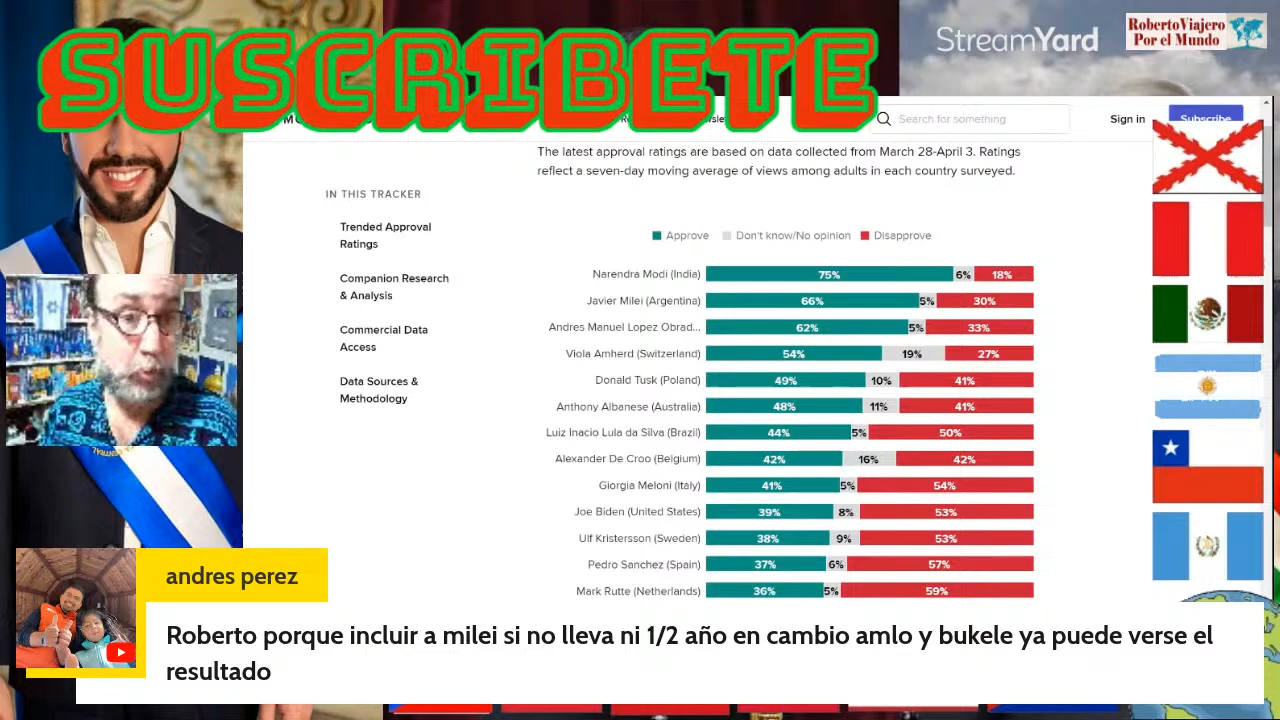 SUSCRIBETE
StreamYard
RobertoViajero
Por el Mundo
Search for something
Sign in
Subscribe
The latest approval ratings are based on data collected from March 28-April 3. Ratings
reflect a seven-day moving average of views among adults in each country surveyed.
IN THIS TRACKER
Trended Approval
Ratings
Companion Research
& Analysis
Commercial Data
Access
Data Sources &
Methodology
Approve Don't know/No opinion Disapprove
Narendra Modi (India) 75% 6% 18%
Javier Milei (Argentina) 66% 5% 30%
Andres Manuel Lopez Obrad... 62% 5% 33%
Viola Amherd (Switzerland) 54% 19% 27%
Donald Tusk (Poland) 49% 10% 41%
Anthony Albanese (Australia) 48% 11% 41%
Luiz Inacio Lula da Silva (Brazil) 44% 5% 50%
Alexander De Croo (Belgium) 42% 16% 42%
Giorgia Meloni (Italy) 41% 5% 54%
Joe Biden (United States) 39% 8% 53%
Ulf Kristersson (Sweden) 38% 9% 53%
Pedro Sanchez (Spain) 37% 6% 57%
Mark Rutte (Netherlands) 36% 5% 59%
andres perez
Roberto porque incluir a milei si no lleva ni 1/2 año en cambio amlo y bukele ya puede verse el
resultado